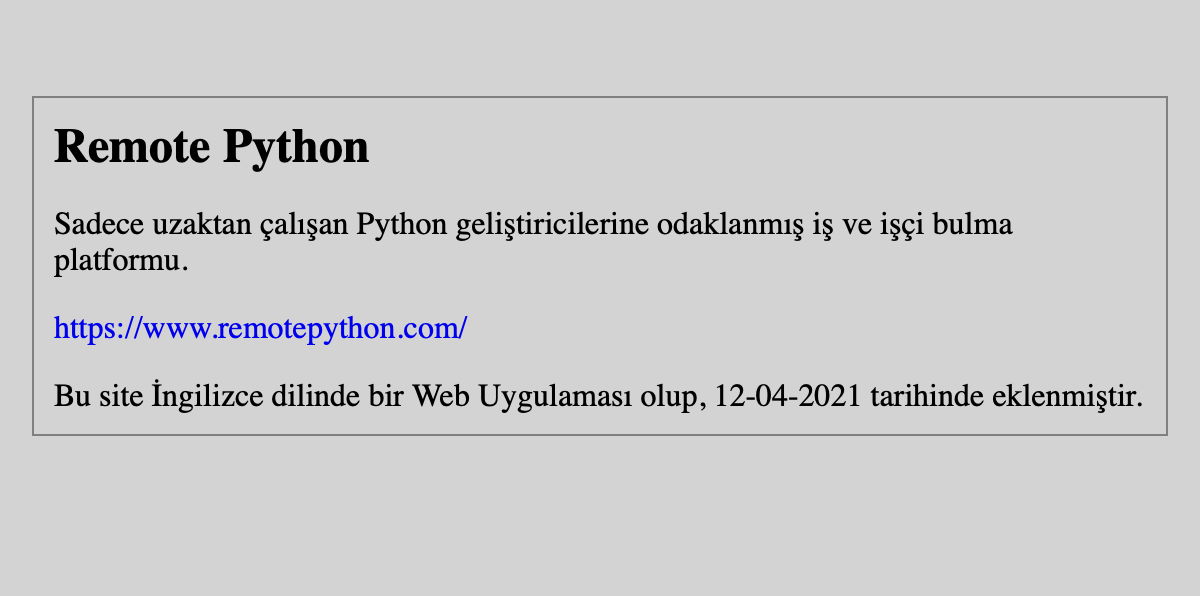 Remote Python
Sadece uzaktan çalışan Python geliştiricilerine odaklanmış iş ve işçi bulma
platformu.
https://www.remotepython.com/
Bu site İngilizce dilinde bir Web Uygulaması olup, 12-04-2021 tarihinde eklenmiştir.